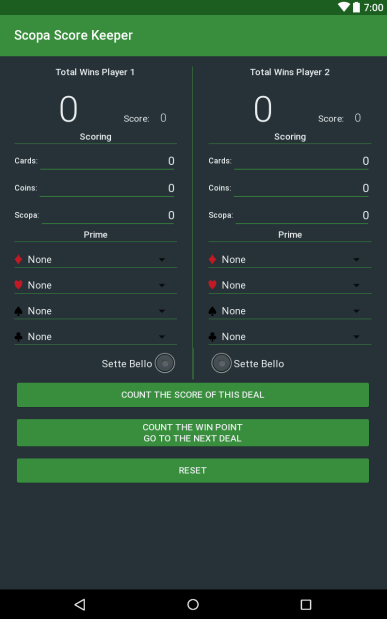 7:00
Scopa Score Keeper
Total Wins Player 1
Total Wins Player 2
0
Score: 0
0
Score: 0
Scoring
Scoring
Cards: 0
Cards: 0
Coins: 0
Coins: 0
Scopa: 0
Scopa: 0
Prime
Prime
None
None
None
None
None
None
None
None
Sette Bello
Sette Bello
COUNT THE SCORE OF THIS DEAL
COUNT THE WIN POINT
GO TO THE NEXT DEAL
RESET